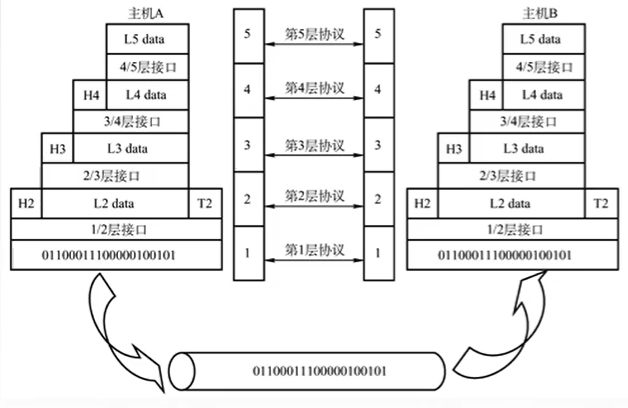 主机A
主机B
L5 data
5
第5层协议
5
L5 data
4/5层接口
4/5层接口
H4
L4 data
4
第4层协议
4
H4
L4 data
3/4层接口
3/4层接口
H3
L3 data
3
第3层协议
3
H3
L3 data
2/3层接口
2/3层接口
H2
L2 data
T2
2
第2层协议
2
H2
L2 data
T2
1/2层接口
1/2层接口
01100011100000100101
1
第1层协议
1
01100011100000100101
01100011100000100101